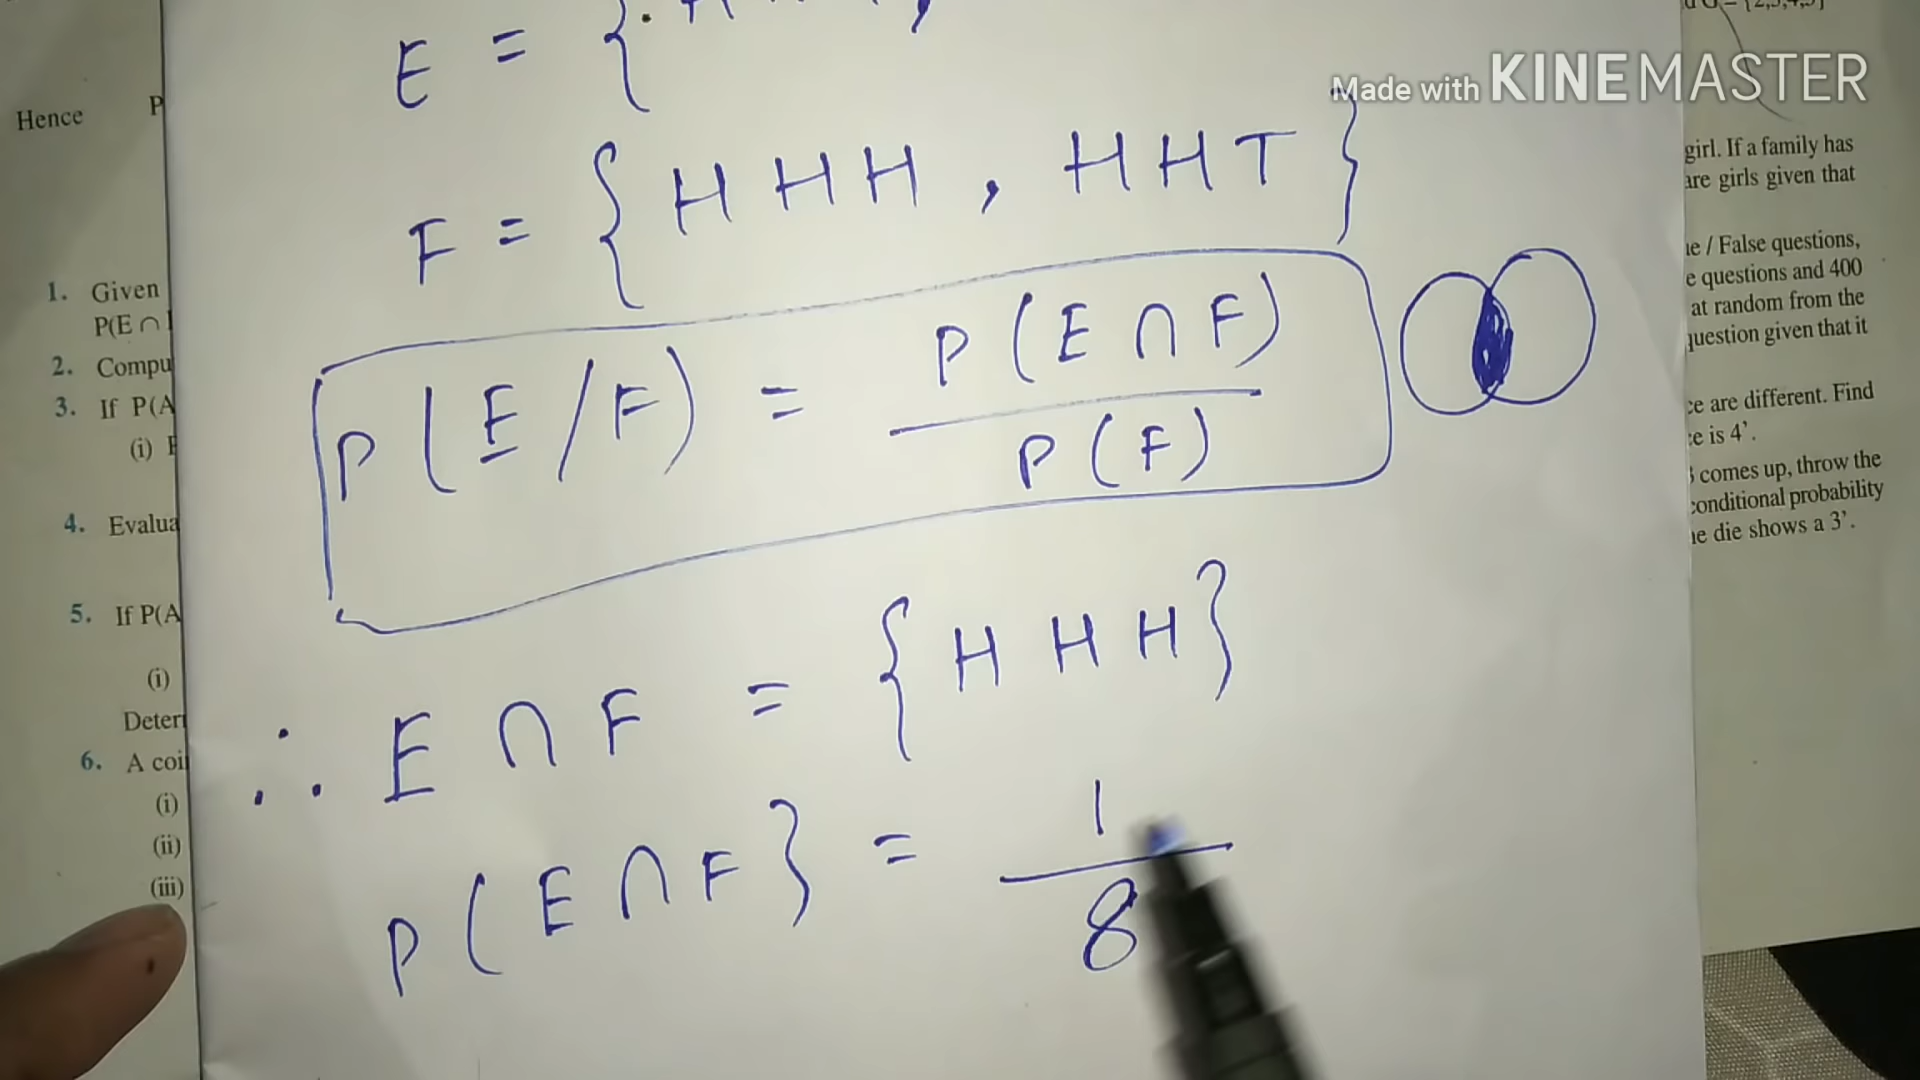 Made with KINEMASTER
E = {
F = { HHH , HHT }
P ( E / F ) = P ( E ∩ F ) / P ( F )
∴ E ∩ F = { H H H }
P ( E ∩ F } = 1 / 8
Hence P
1. Given
P(E ∩
2. Compu
3. If P(A
(i)
4. Evalua
5. If P(A
(i)
Deter
6. A coi
(i)
(ii)
(iii)
girl. If a family has
are girls given that
e / False questions,
e questions and 400
at random from the
question given that it
ce are different. Find
e is 4'.
comes up, throw the
conditional probability
e die shows a 3'.